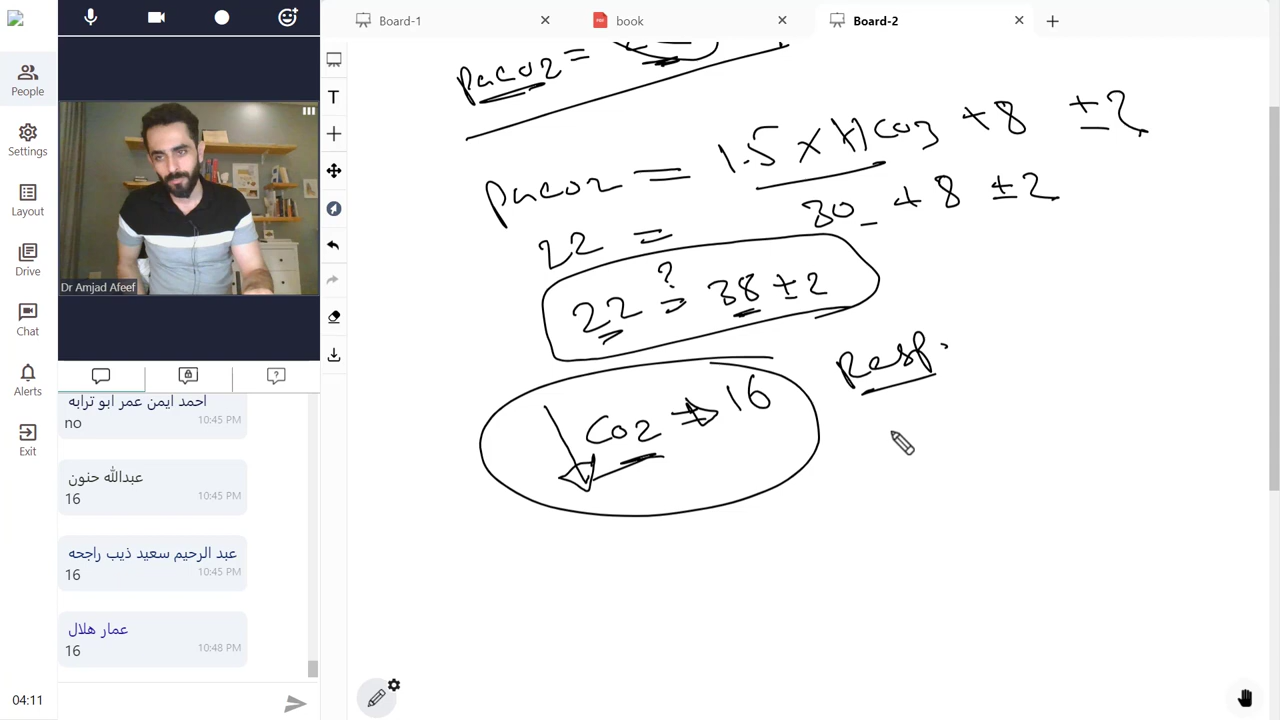 Board-1
book
Board-2
People
Settings
Layout
Drive
Chat
Alerts
Exit
04:11
Dr Amjad Afeef
احمد ايمن عمر ابو ترابه
no
10:45 PM
عبدالله حنون
16
10:45 PM
عبد الرحيم سعيد ذيب راجحه
16
10:45 PM
عمار هلال
16
10:48 PM
T
PaCO2 =
PaCO2 = 1.5 × HCO3 + 8 ± 2
22 = 30 + 8 ± 2
22 =? 38 ± 2
↓ CO2 → 16
Resp.